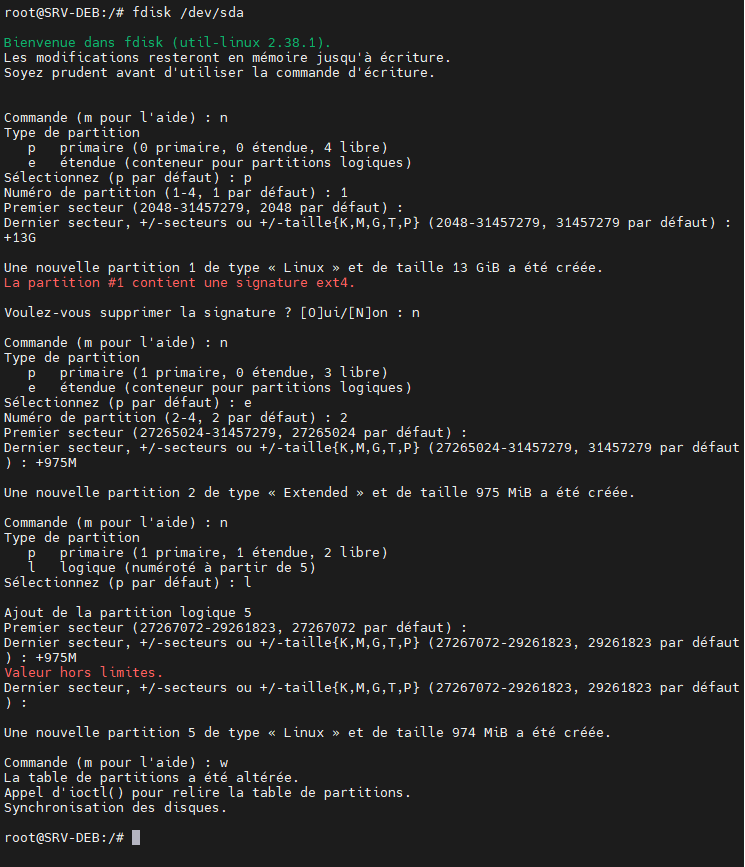 root@SRV-DEB:/# fdisk /dev/sda
Bienvenue dans fdisk (util-linux 2.38.1).
Les modifications resteront en mémoire jusqu'à écriture.
Soyez prudent avant d'utiliser la commande d'écriture.
Commande (m pour l'aide) : n
Type de partition
   p   primaire (0 primaire, 0 étendue, 4 libre)
   e   étendue (conteneur pour partitions logiques)
Sélectionnez (p par défaut) : p
Numéro de partition (1-4, 1 par défaut) : 1
Premier secteur (2048-31457279, 2048 par défaut) :
Dernier secteur, +/-secteurs ou +/-taille{K,M,G,T,P} (2048-31457279, 31457279 par défaut) :
+13G
Une nouvelle partition 1 de type « Linux » et de taille 13 GiB a été créée.
La partition #1 contient une signature ext4.
Voulez-vous supprimer la signature ? [O]ui/[N]on : n
Commande (m pour l'aide) : n
Type de partition
   p   primaire (1 primaire, 0 étendue, 3 libre)
   e   étendue (conteneur pour partitions logiques)
Sélectionnez (p par défaut) : e
Numéro de partition (2-4, 2 par défaut) : 2
Premier secteur (27265024-31457279, 27265024 par défaut) :
Dernier secteur, +/-secteurs ou +/-taille{K,M,G,T,P} (27265024-31457279, 31457279 par défaut
) : +975M
Une nouvelle partition 2 de type « Extended » et de taille 975 MiB a été créée.
Commande (m pour l'aide) : n
Type de partition
   p   primaire (1 primaire, 1 étendue, 2 libre)
   l   logique (numéroté à partir de 5)
Sélectionnez (p par défaut) : l
Ajout de la partition logique 5
Premier secteur (27267072-29261823, 27267072 par défaut) :
Dernier secteur, +/-secteurs ou +/-taille{K,M,G,T,P} (27267072-29261823, 29261823 par défaut
) : +975M
Valeur hors limites.
Dernier secteur, +/-secteurs ou +/-taille{K,M,G,T,P} (27267072-29261823, 29261823 par défaut
) :
Une nouvelle partition 5 de type « Linux » et de taille 974 MiB a été créée.
Commande (m pour l'aide) : w
La table de partitions a été altérée.
Appel d'ioctl() pour relire la table de partitions.
Synchronisation des disques.
root@SRV-DEB:/#